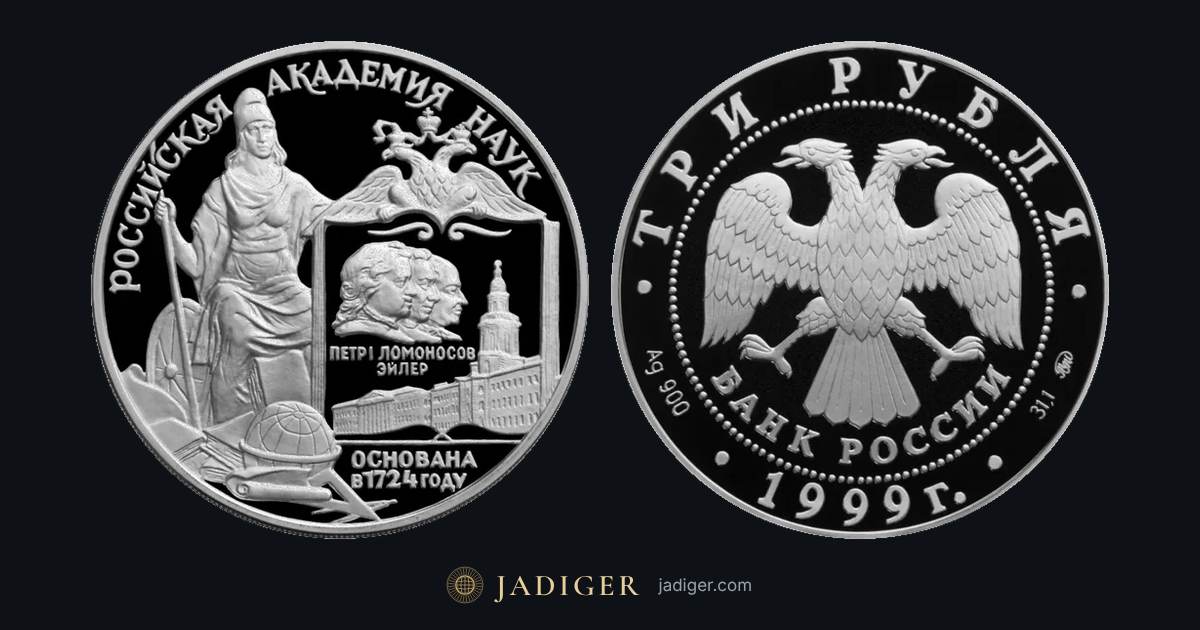 РОССИЙСКАЯ АКАДЕМИЯ НАУК
ПЕТР I ЛОМОНОСОВ
ЭЙЛЕР
ОСНОВАНА
В 1724 ГОДУ
ТРИ РУБЛЯ
Ag 900
31,1
БАНК РОССИИ
1999 г.
JADIGER
jadiger.com